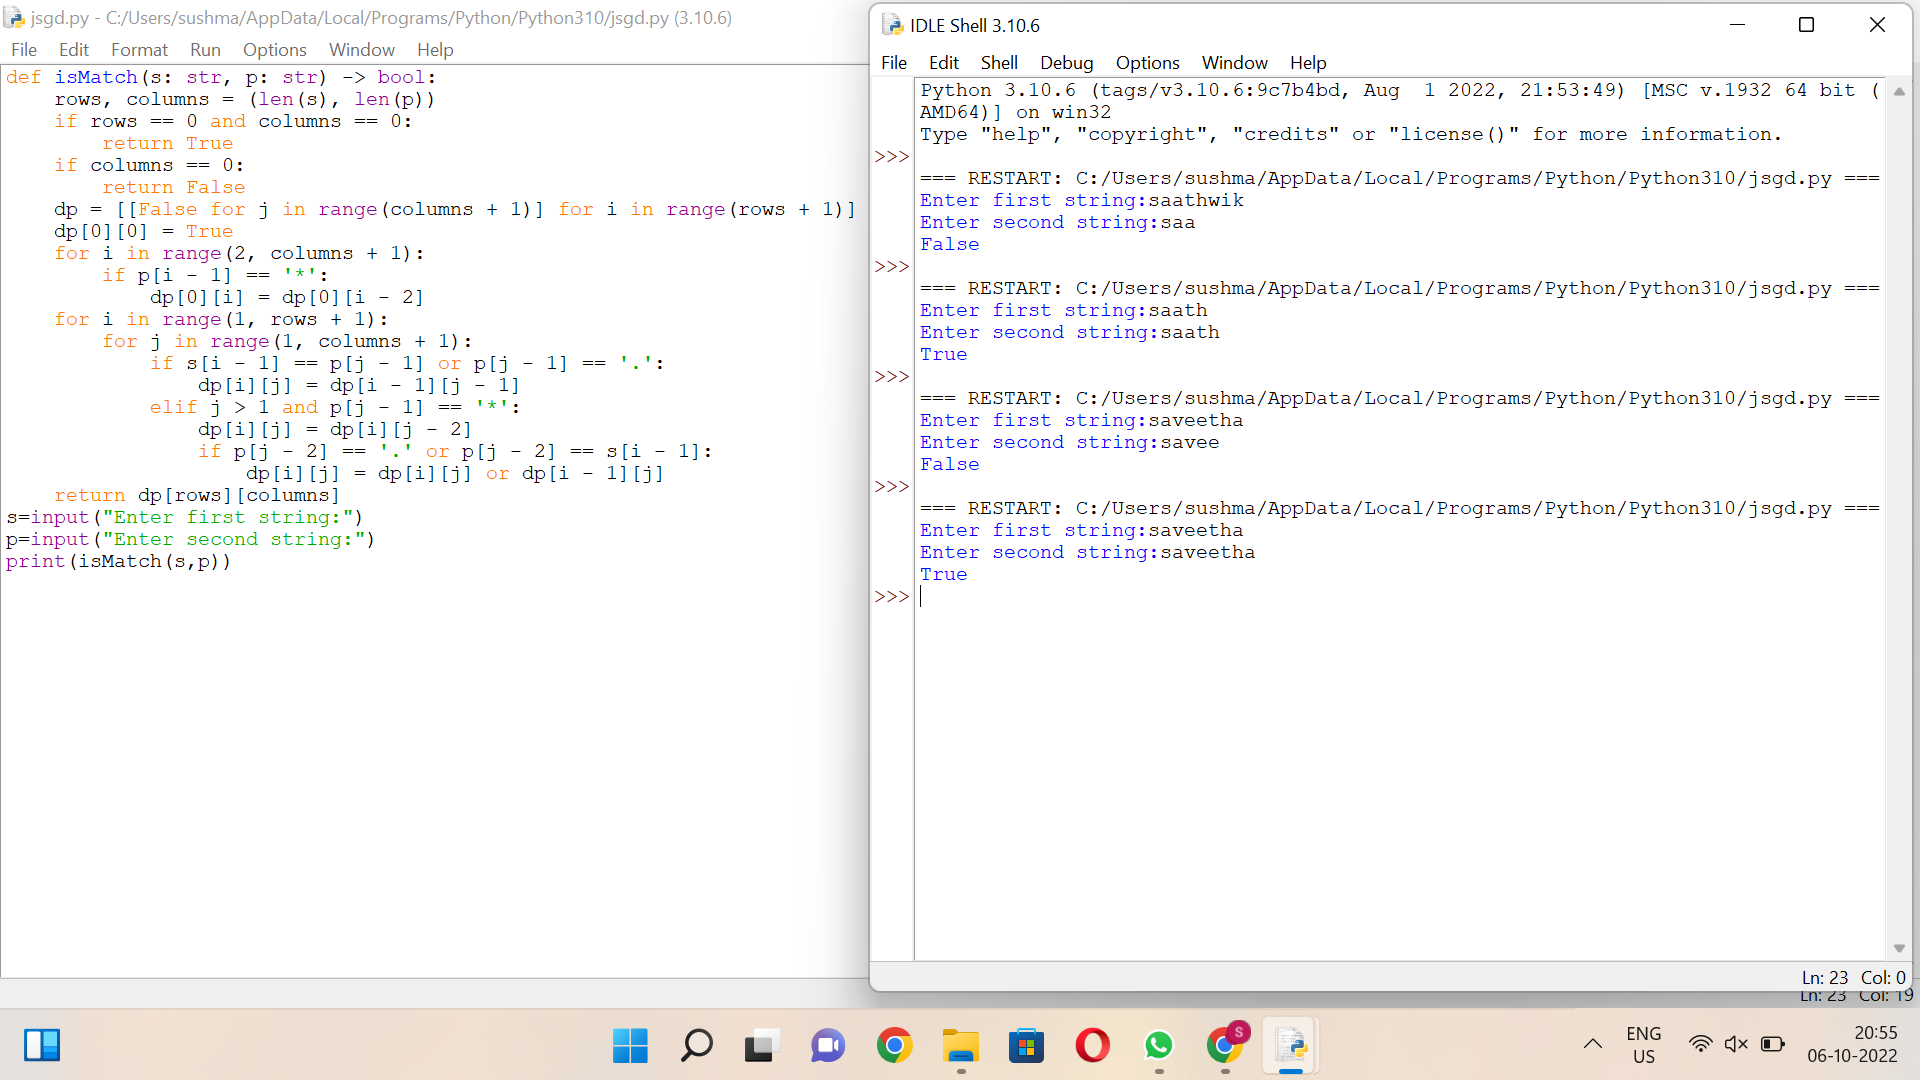 jsgd.py - C:/Users/sushma/AppData/Local/Programs/Python/Python310/jsgd.py (3.10.6)
File Edit Format Run Options Window Help
def isMatch(s: str, p: str) -> bool:
    rows, columns = (len(s), len(p))
    if rows == 0 and columns == 0:
        return True
    if columns == 0:
        return False
    dp = [[False for j in range(columns + 1)] for i in range(rows + 1)]
    dp[0][0] = True
    for i in range(2, columns + 1):
        if p[i - 1] == '*':
            dp[0][i] = dp[0][i - 2]
    for i in range(1, rows + 1):
        for j in range(1, columns + 1):
            if s[i - 1] == p[j - 1] or p[j - 1] == '.':
                dp[i][j] = dp[i - 1][j - 1]
            elif j > 1 and p[j - 1] == '*':
                dp[i][j] = dp[i][j - 2]
                if p[j - 2] == '.' or p[j - 2] == s[i - 1]:
                    dp[i][j] = dp[i][j] or dp[i - 1][j]
    return dp[rows][columns]
s=input("Enter first string:")
p=input("Enter second string:")
print(isMatch(s,p))
IDLE Shell 3.10.6
File Edit Shell Debug Options Window Help
Python 3.10.6 (tags/v3.10.6:9c7b4bd, Aug  1 2022, 21:53:49) [MSC v.1932 64 bit (
AMD64)] on win32
Type "help", "copyright", "credits" or "license()" for more information.
>>>
=== RESTART: C:/Users/sushma/AppData/Local/Programs/Python/Python310/jsgd.py ===
Enter first string:saathwik
Enter second string:saa
False
>>>
=== RESTART: C:/Users/sushma/AppData/Local/Programs/Python/Python310/jsgd.py ===
Enter first string:saath
Enter second string:saath
True
>>>
=== RESTART: C:/Users/sushma/AppData/Local/Programs/Python/Python310/jsgd.py ===
Enter first string:saveetha
Enter second string:savee
False
>>>
=== RESTART: C:/Users/sushma/AppData/Local/Programs/Python/Python310/jsgd.py ===
Enter first string:saveetha
Enter second string:saveetha
True
>>>
Ln: 23 Col: 0
Ln: 23 Col: 19
S
ENG
US
20:55
06-10-2022